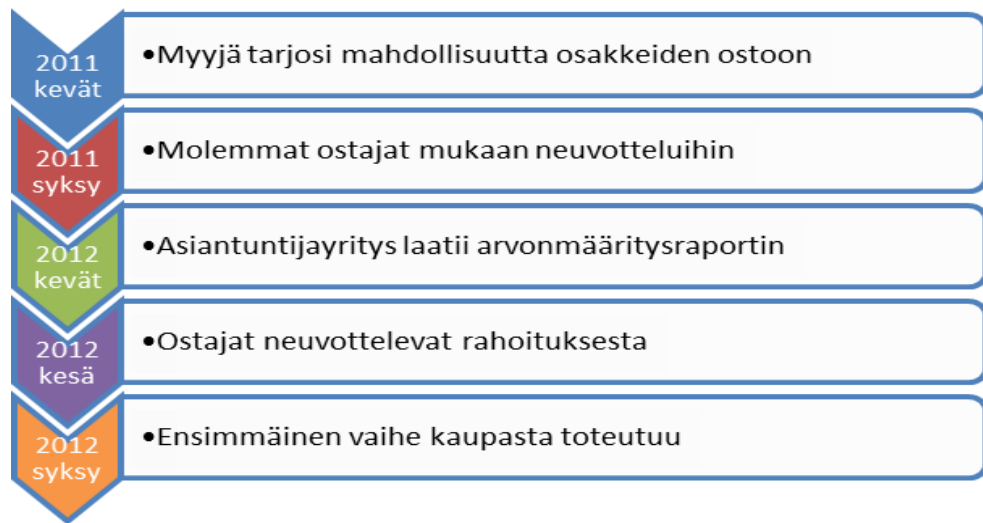 2011
kevät
•Myyjä tarjosi mahdollisuutta osakkeiden ostoon
2011
syksy
•Molemmat ostajat mukaan neuvotteluihin
2012
kevät
•Asiantuntijayritys laatii arvonmääritysraportin
2012
kesä
•Ostajat neuvottelevat rahoituksesta
2012
syksy
•Ensimmäinen vaihe kaupasta toteutuu